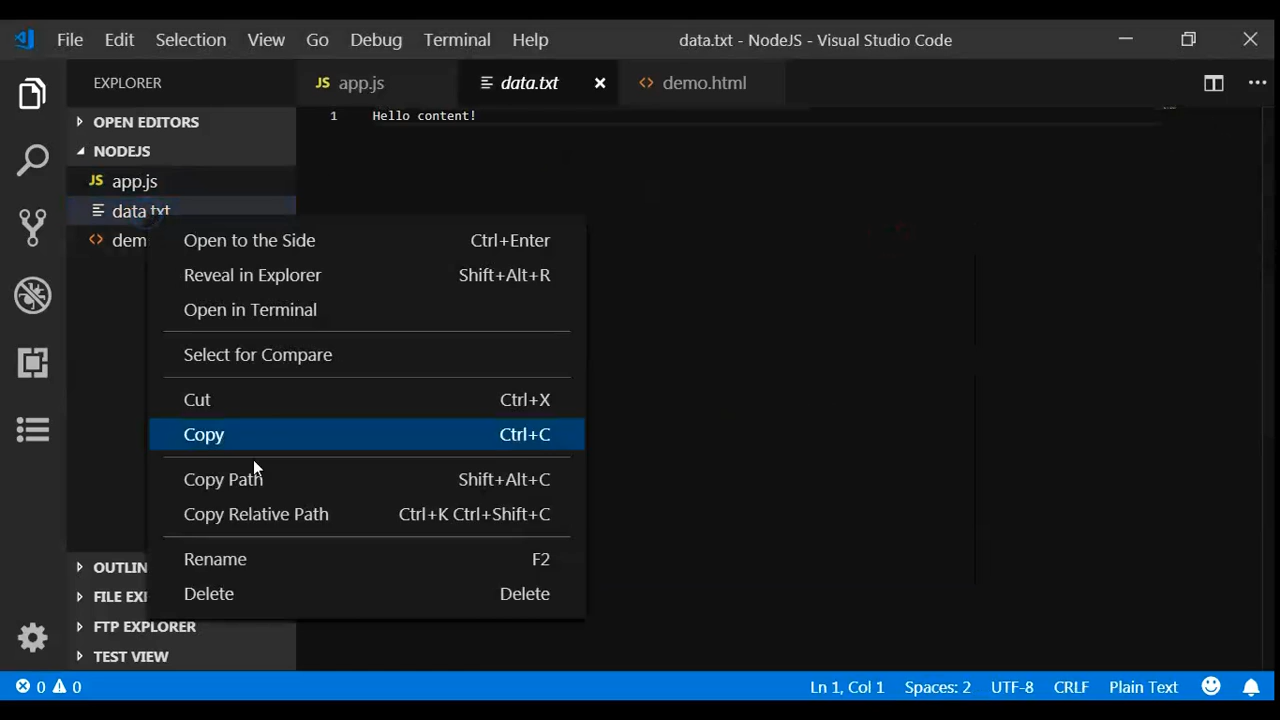 File Edit Selection View Go Debug Terminal Help data.txt - NodeJS - Visual Studio Code
EXPLORER JS app.js data.txt demo.html
OPEN EDITORS
1 Hello content!
NODEJS
JS app.js
data.txt
dem
Open to the Side Ctrl+Enter
Reveal in Explorer Shift+Alt+R
Open in Terminal
Select for Compare
Cut Ctrl+X
Copy Ctrl+C
Copy Path Shift+Alt+C
Copy Relative Path Ctrl+K Ctrl+Shift+C
Rename F2
Delete Delete
OUTLIN
FILE EXP
FTP EXPLORER
TEST VIEW
0 0 Ln 1, Col 1 Spaces: 2 UTF-8 CRLF Plain Text